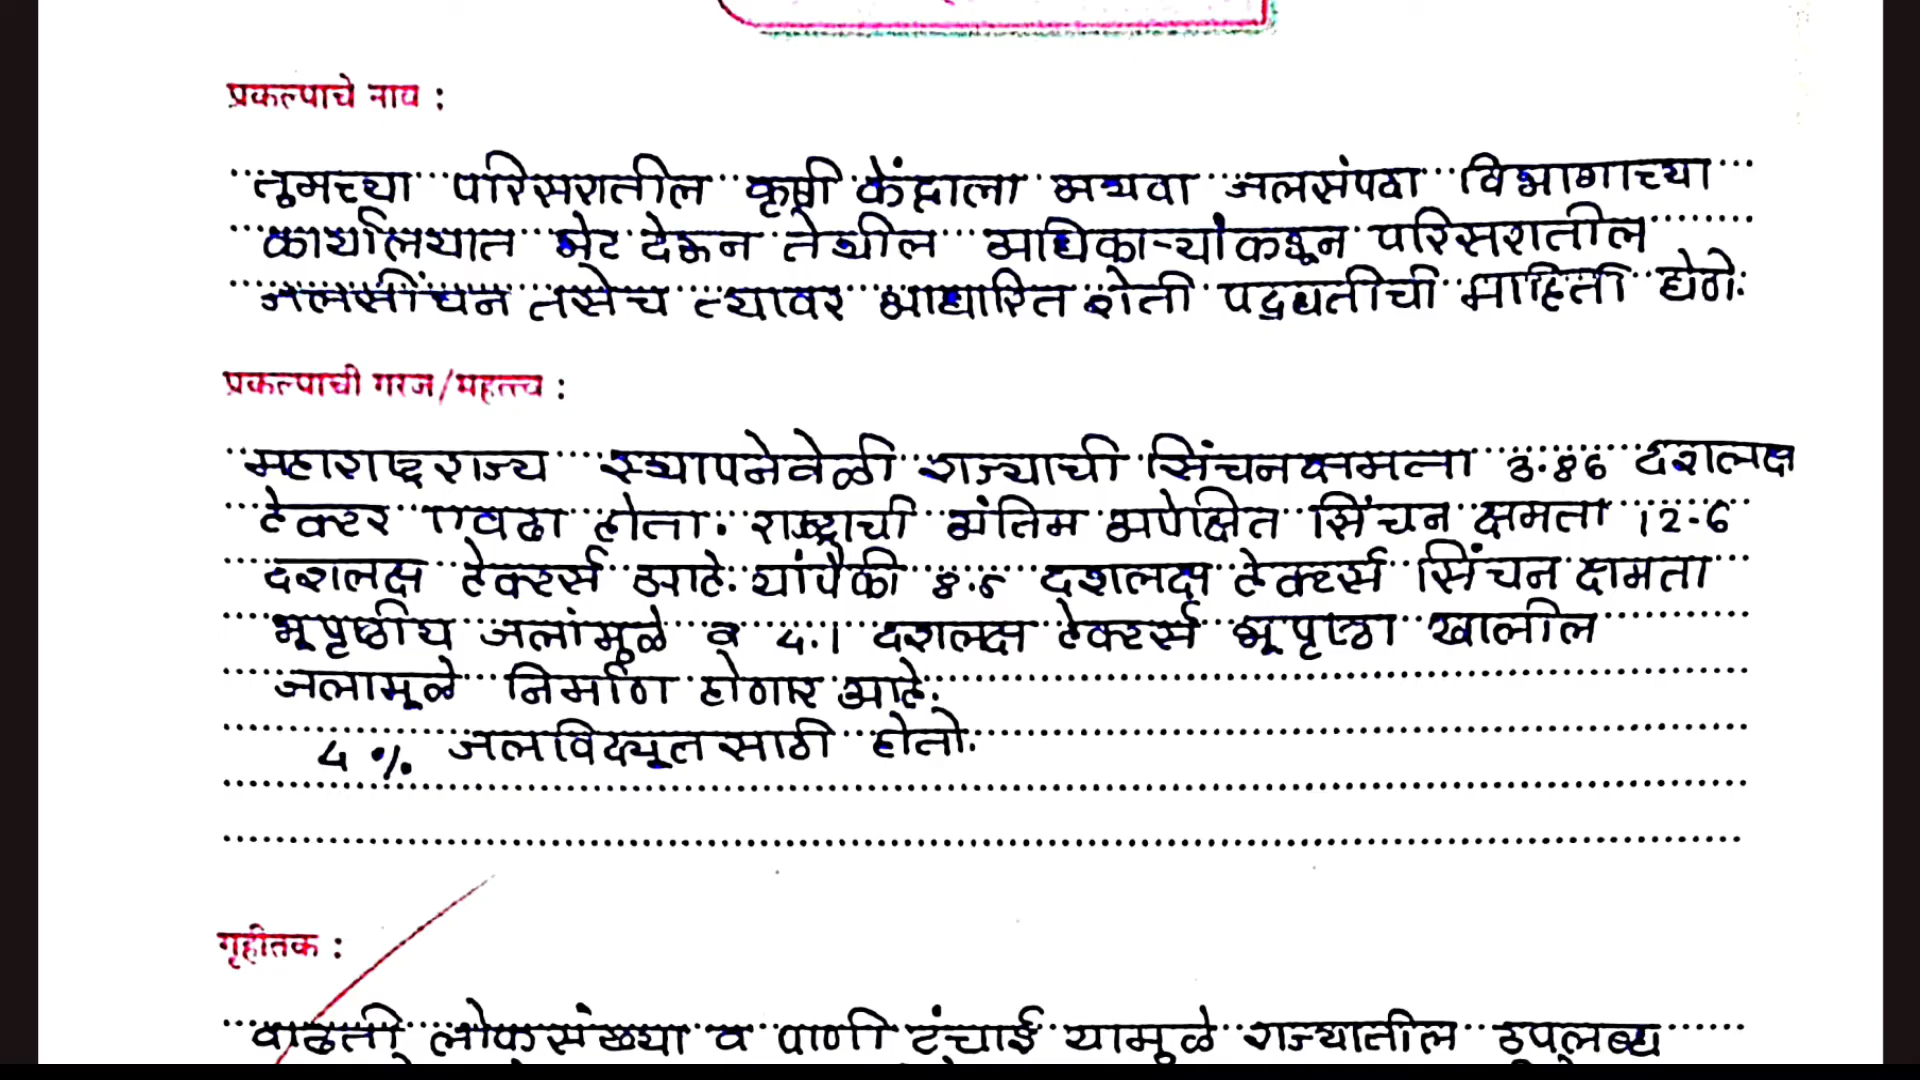 प्रकल्पाचे नाव :
तुमच्या परिसरातील कृषी केंद्राला अथवा जलसंपदा विभागाच्या
कार्यालयात भेट देऊन तेथील अधिकाऱ्यांकडून परिसरातील
जलसींचन तसेच त्यावर आधारित शेती पद्धतीची माहिती घेणे.
प्रकल्पाची गरज/महत्त्व :
महाराष्ट्र राज्य स्थापनेवेळी राज्याची सिंचनक्षमता 3.86 दशलक्ष
हेक्टर एवढा होता. राष्ट्राची अंतिम अपेक्षित सिंचन क्षमता 12.6
दशलक्ष हेक्टर्स आहे. यांपैकी 8.5 दशलक्ष हेक्टर्स सिंचन क्षमता
भूपृष्ठीय जलांमुळे व 4.1 दशलक्ष हेक्टर्स भूपृष्ठा खालील
जलामूळे निर्माण होणार आहे.
4 % जलविद्यूतसाठी होतो.
गृहीतक :
वाढती लोकसंख्या व पाणी टंचाई यामुळे राज्यातील उपलब्ध